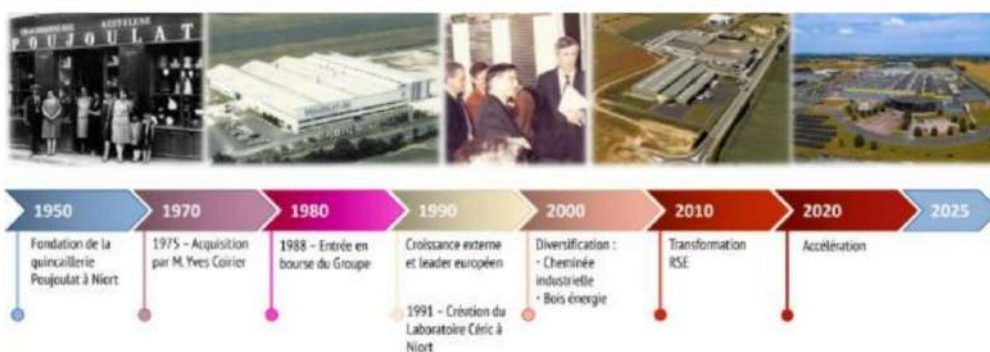 POUJOULAT
1950
1970
1980
1990
2000
2010
2020
2025
Fondation de la
quincaillerie
Poujoulat à Niort
1975 – Acquisition
par M. Yves Coirier
1988 – Entrée en
bourse du Groupe
Croissance externe
et leader européen
1991 – Création du
Laboratoire Céric à
Niort
Diversification :
• Cheminée
industrielle
• Bois énergie
Transformation
RSE
Accélération